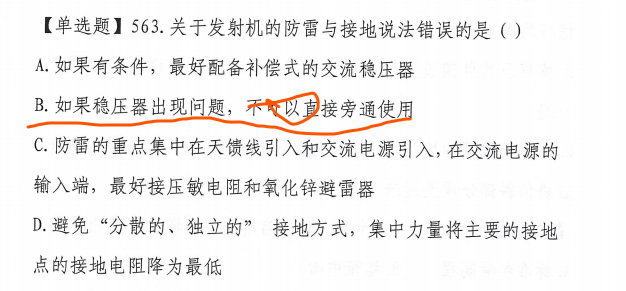 【单选题】563.关于发射机的防雷与接地说法错误的是（ ）
A.如果有条件，最好配备补偿式的交流稳压器
B.如果稳压器出现问题，不可以直接旁通使用
C.防雷的重点集中在天馈线引入和交流电源引入，在交流电源的
输入端，最好接压敏电阻和氧化锌避雷器
D.避免“分散的、独立的” 接地方式，集中力量将主要的接地
点的接地电阻降为最低